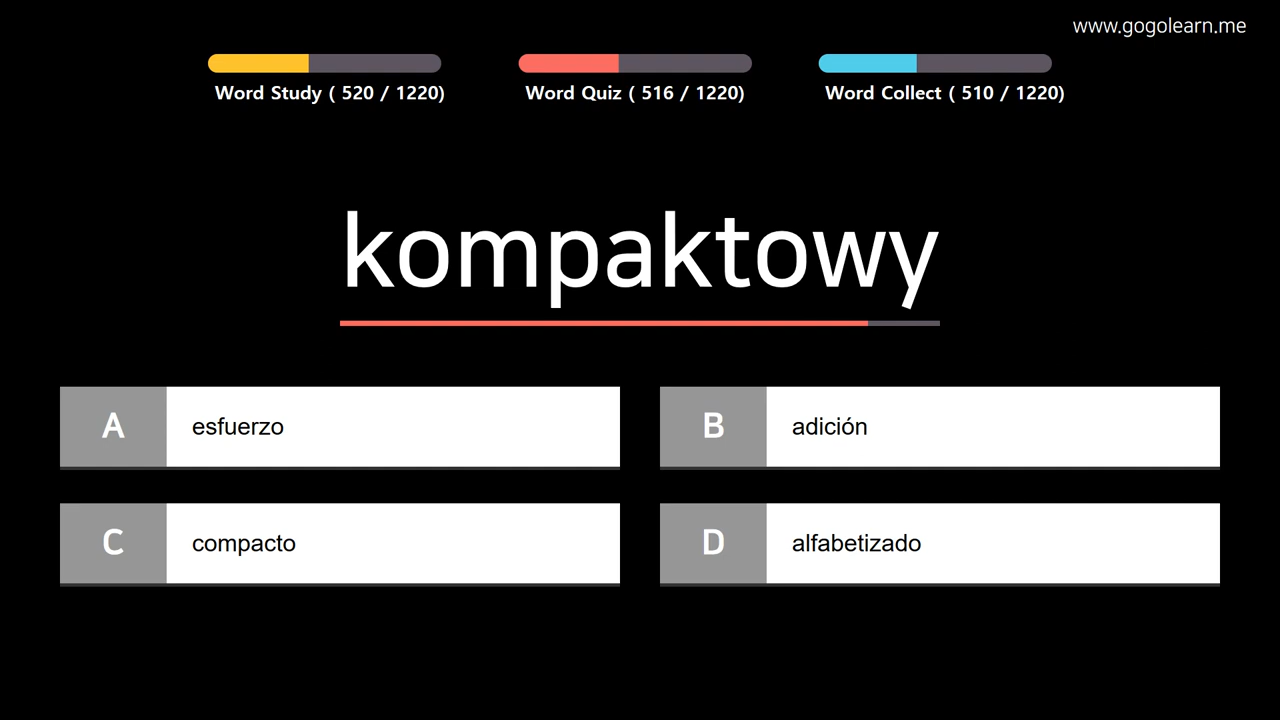 www.gogolearn.me
Word Study ( 520 / 1220)
Word Quiz ( 516 / 1220)
Word Collect ( 510 / 1220)
kompaktowy
A esfuerzo
B adición
C compacto
D alfabetizado